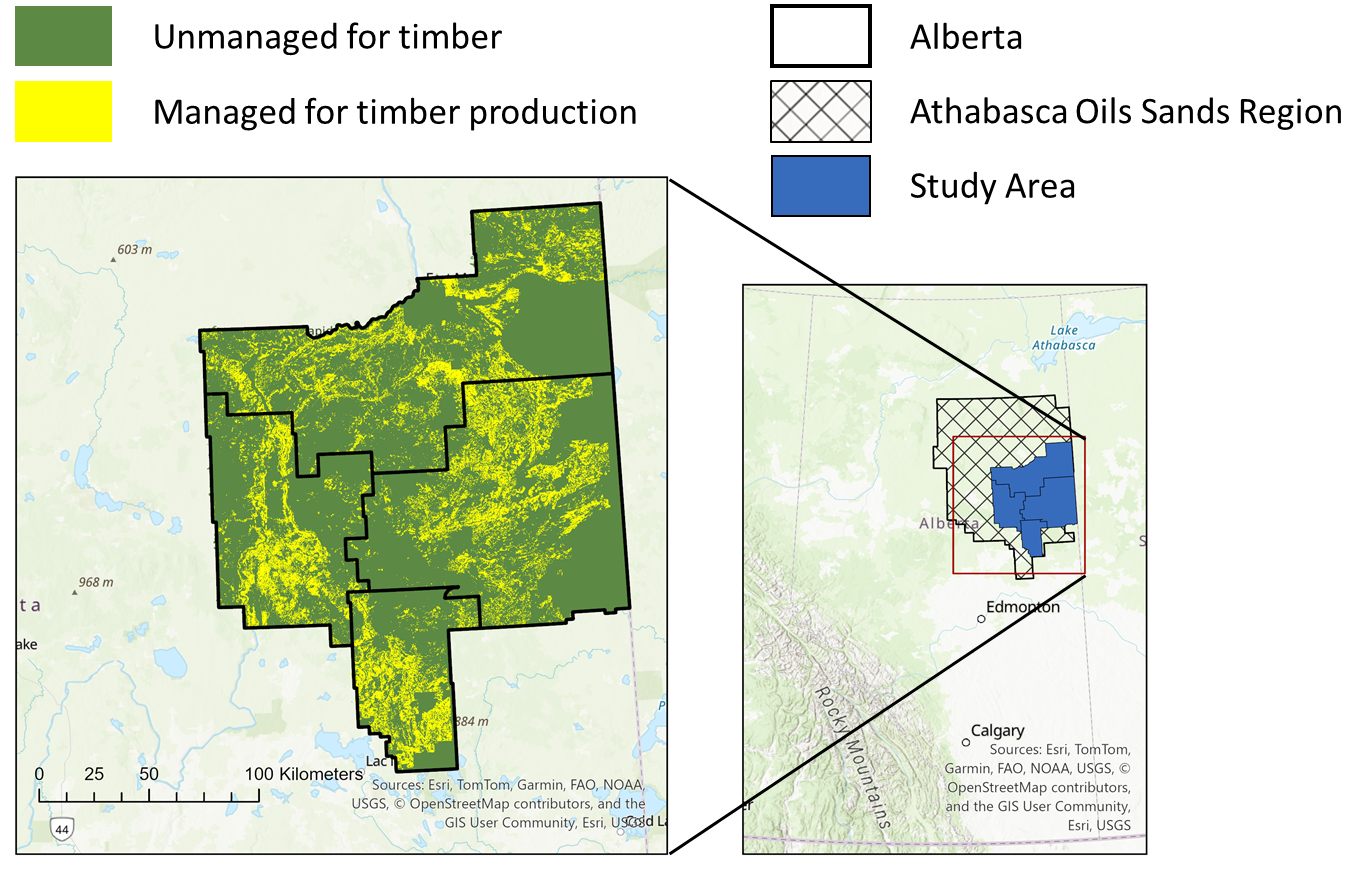 Unmanaged for timber
Managed for timber production
Alberta
Athabasca Oils Sands Region
Study Area
603 m
968 m
t a
ake
884 m
Lac
0 25 50 100 Kilometers
Sources: Esri, TomTom, Garmin, FAO, NOAA,
USGS, © OpenStreetMap contributors, and the
GIS User Community, Esri, USGS
44
P
Lake
Athabasca
Alberta
S
Edmonton
Rocky Mountains
Calgary
er
Sources: Esri, TomTom,
Garmin, FAO, NOAA, USGS, ©
OpenStreetMap contributors,
and the GIS User Community,
Esri, USGS